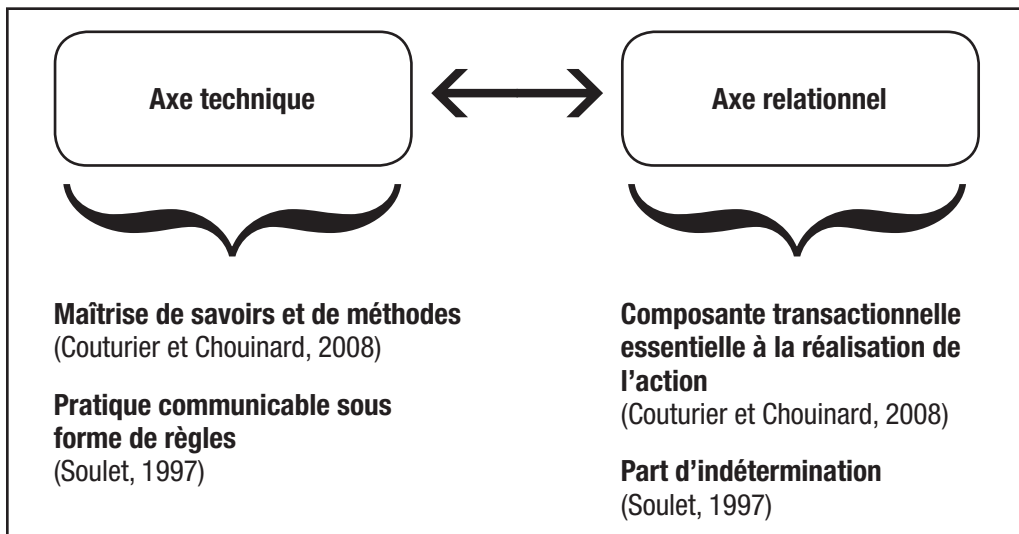 Axe technique
Axe relationnel
Maîtrise de savoirs et de méthodes
(Couturier et Chouinard, 2008)
Pratique communicable sous
forme de règles
(Soulet, 1997)
Composante transactionnelle
essentielle à la réalisation de
l’action
(Couturier et Chouinard, 2008)
Part d’indétermination
(Soulet, 1997)